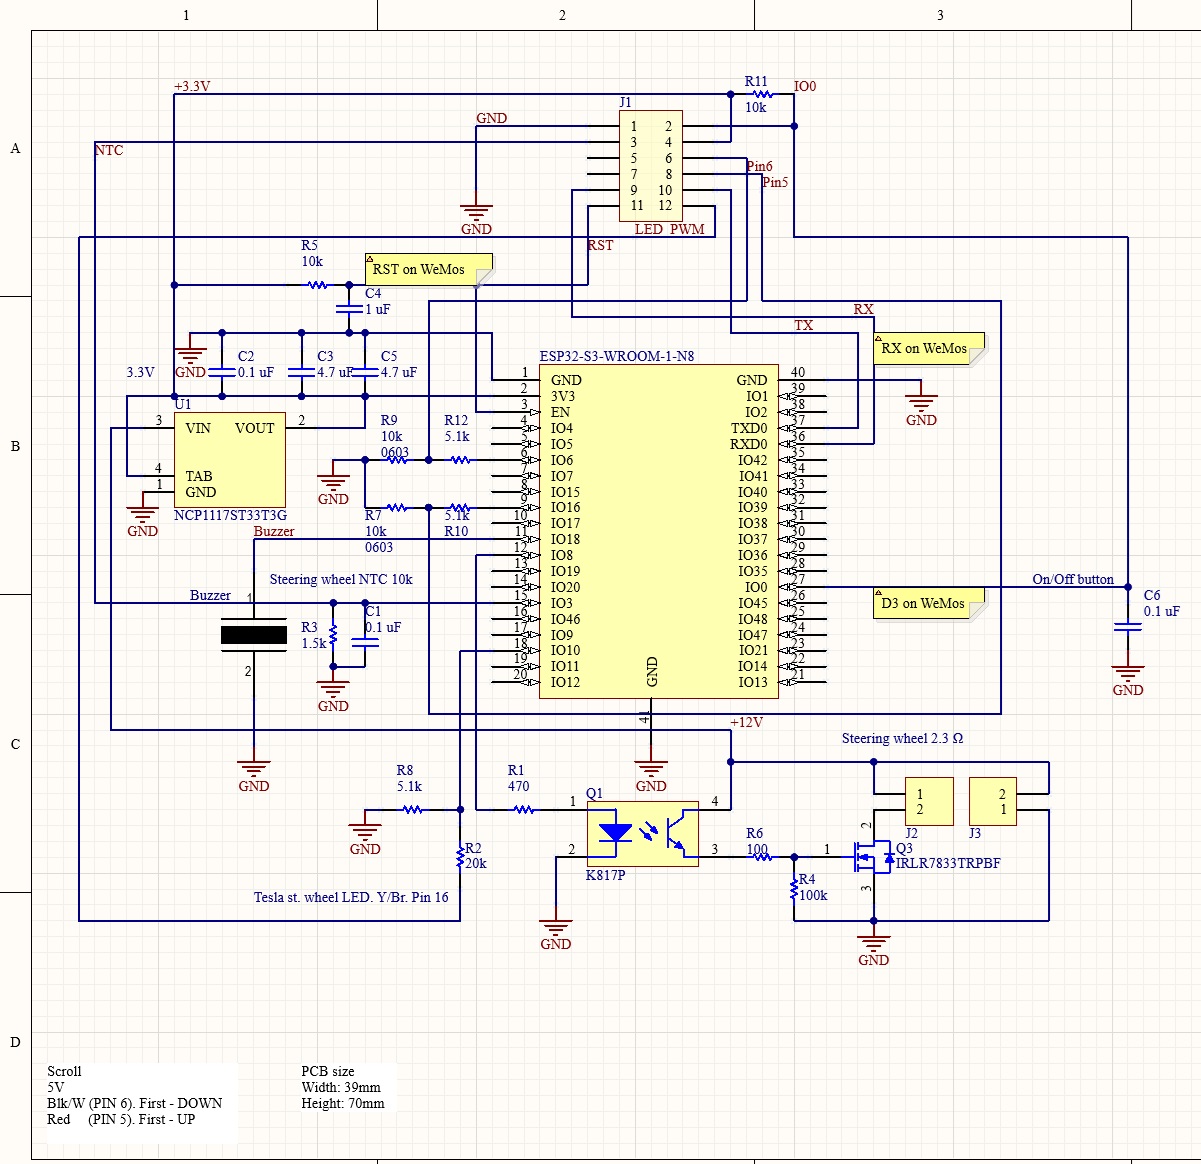 1 2 3
A
B
C
D
+3.3V
R11
10k
IO0
J1
GND
1 2
3 4
5 6
7 8
9 10
11 12
NTC
Pin6
Pin5
GND
LED_PWM
RST
R5
10k
RST on WeMos
C4
1 uF
RX
TX
RX on WeMos
3.3V
GND
C2
0.1 uF
C3
4.7 uF
C5
4.7 uF
U1
3 VIN VOUT 2
4 TAB
1 GND
NCP1117ST33T3G
GND
R9
10k
0603
R12
5.1k
GND
R7
10k
0603
5.1k
R10
ESP32-S3-WROOM-1-N8
1 GND GND 40
2 3V3 IO1 39
3 EN IO2 38
4 IO4 TXD0 37
5 IO5 RXD0 36
6 IO6 IO42 35
7 IO7 IO41 34
8 IO15 IO40 33
9 IO16 IO39 32
10 IO17 IO38 31
11 IO18 IO37 30
12 IO8 IO36 29
13 IO19 IO35 28
14 IO20 IO0 27
15 IO3 IO45 26
16 IO46 IO48 25
17 IO9 IO47 24
18 IO10 IO21 23
19 IO11 IO14 22
20 IO12 IO13 21
GND
41
GND
GND
Buzzer
Steering wheel NTC 10k
Buzzer
1
2
GND
R3
1.5k
C1
0.1 uF
GND
On/Off button
D3 on WeMos
C6
0.1 uF
GND
+12V
Steering wheel 2.3 Ω
R8
5.1k
GND
R1
470
Q1
1
2
4
3
K817P
GND
R2
20k
Tesla st. wheel LED. Y/Br. Pin 16
R6
100
R4
100k
1
2
3
Q3
IRLR7833TRPBF
1
2
J2
2
1
J3
GND
Scroll
5V
Blk/W (PIN 6). First - DOWN
Red (PIN 5). First - UP
PCB size
Width: 39mm
Height: 70mm